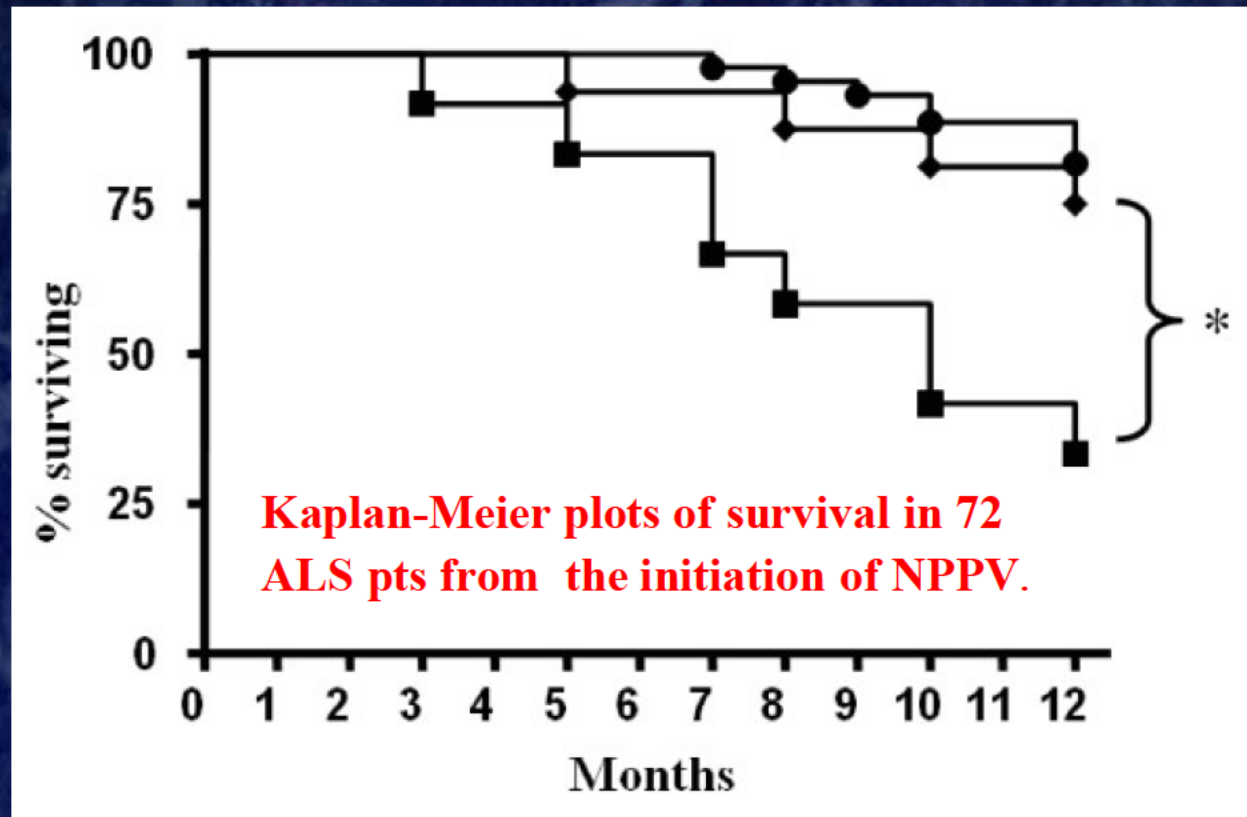 100
75
50
25
0
% surviving
*
Kaplan-Meier plots of survival in 72
ALS pts from the initiation of NPPV.
0 1 2 3 4 5 6 7 8 9 10 11 12
Months